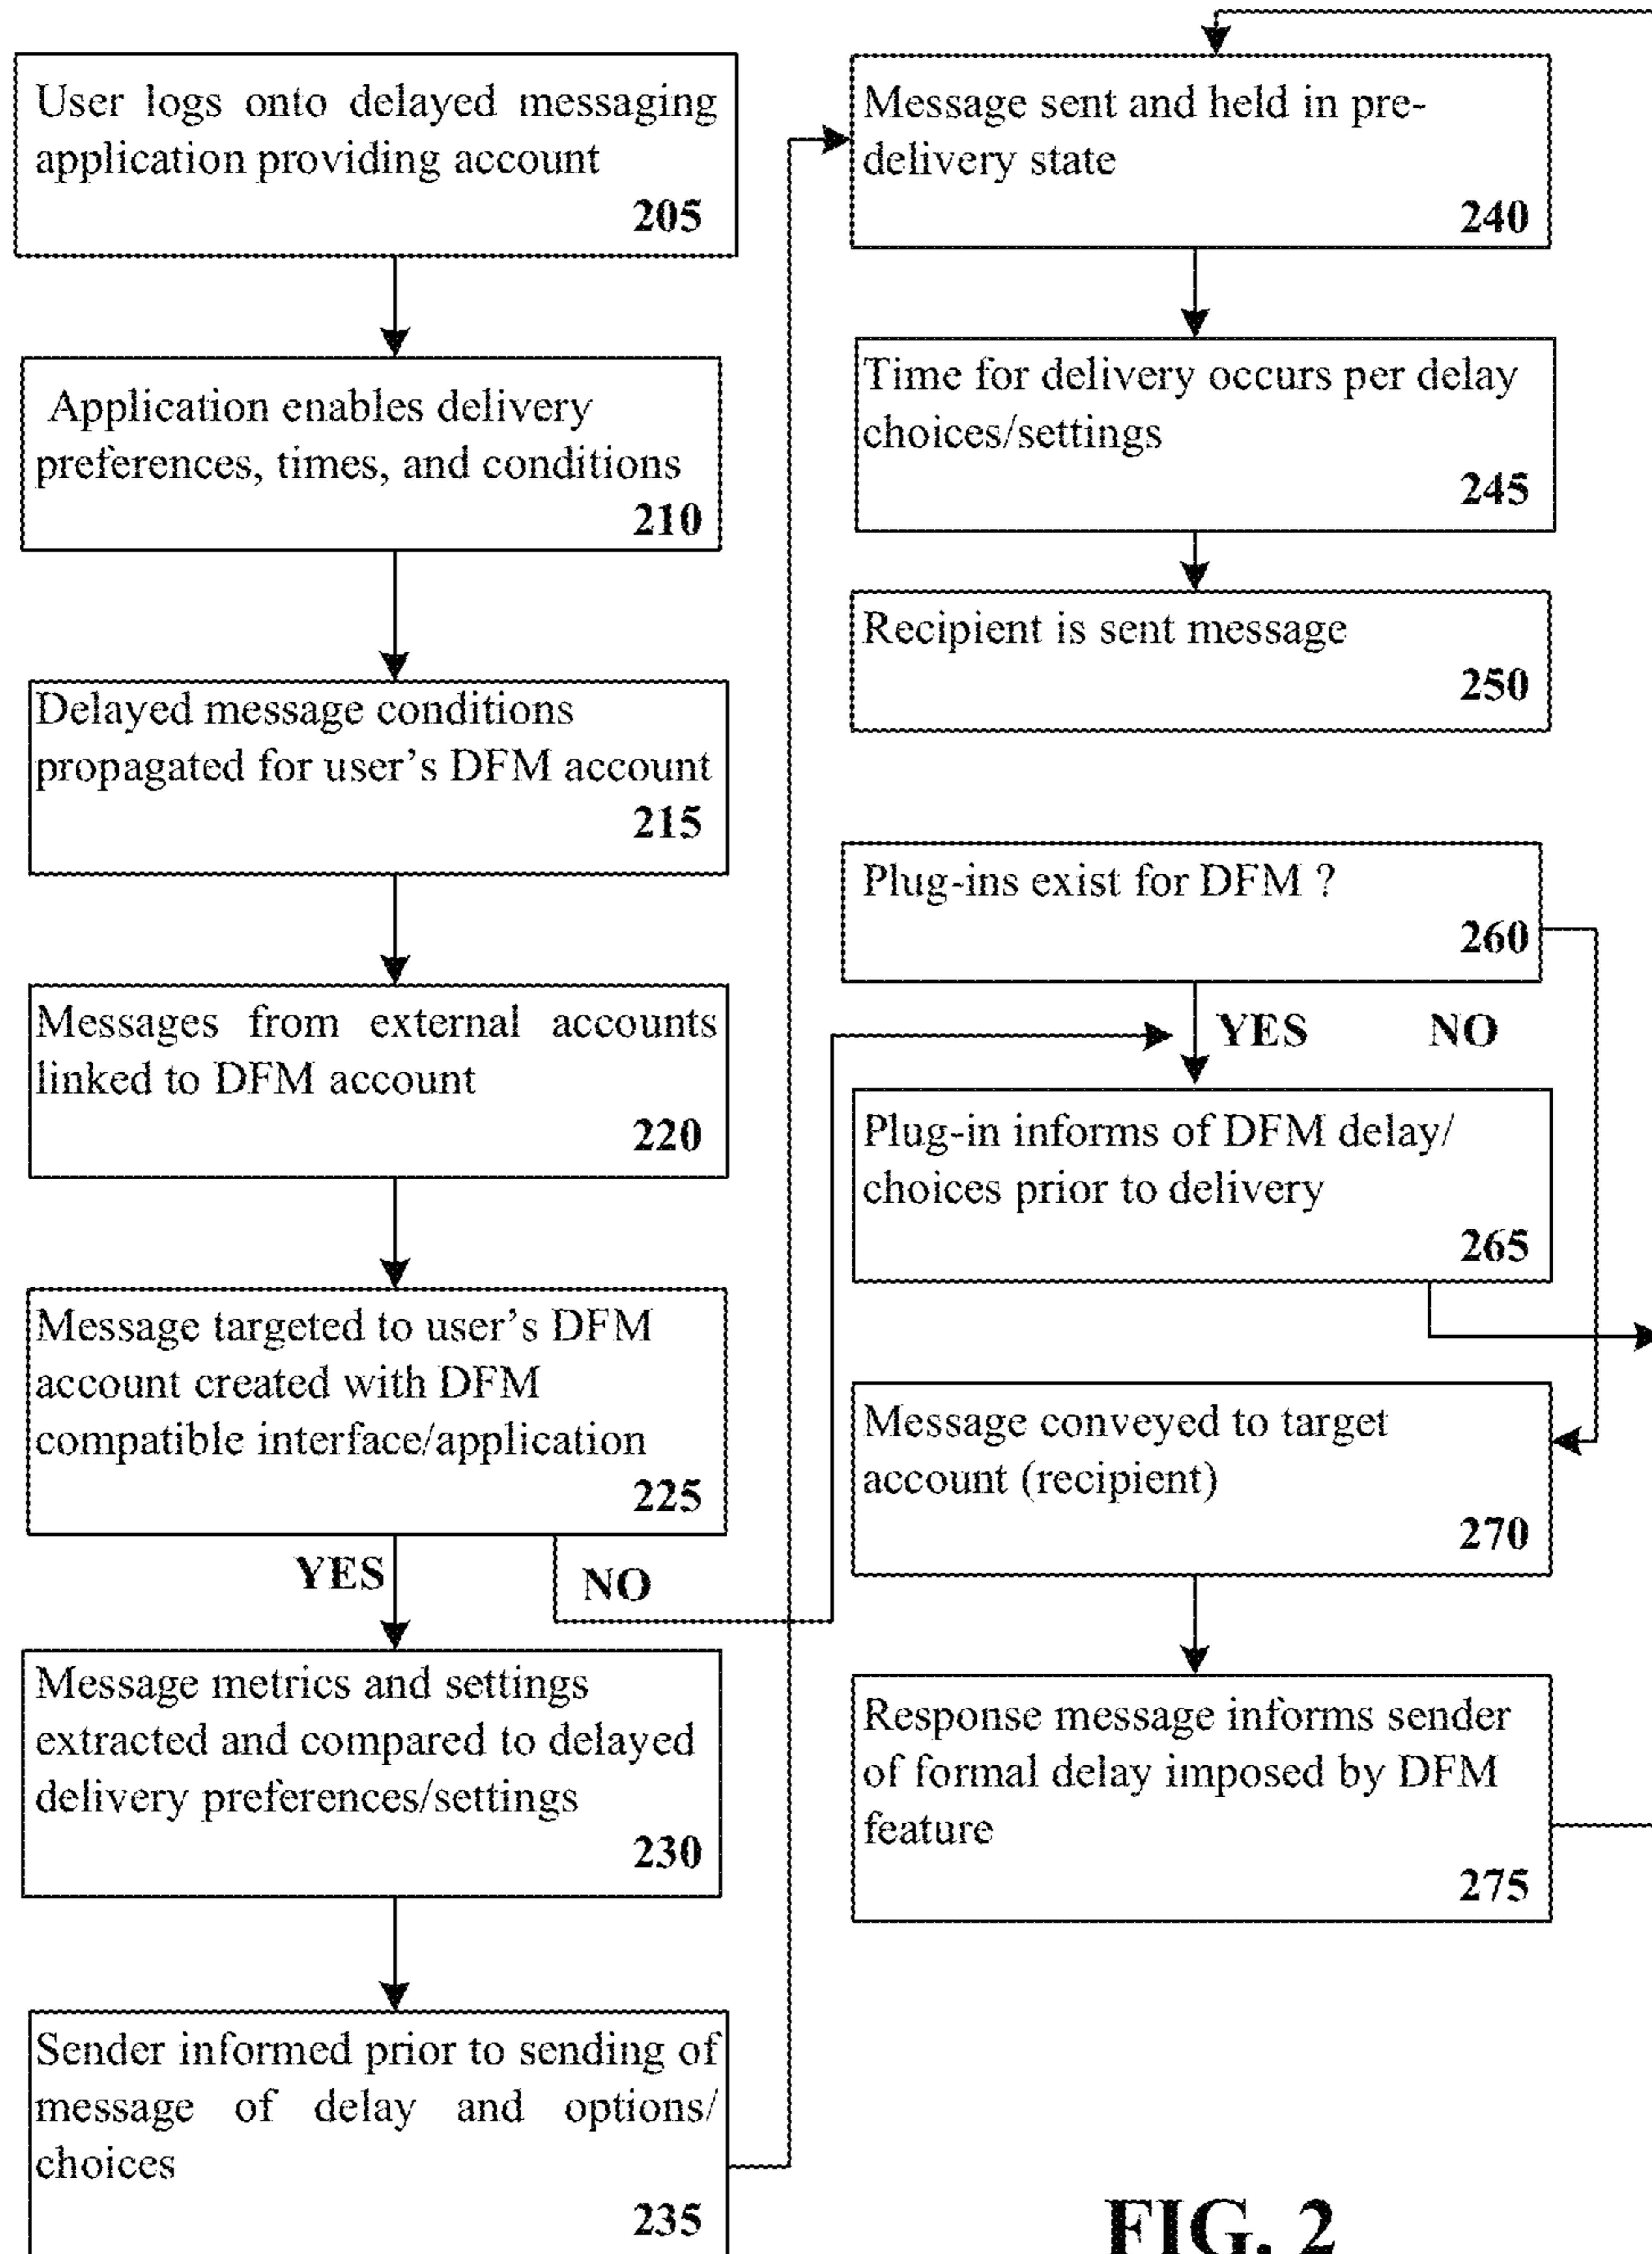 User logs onto delayed messaging
application providing account
205
Application enables delivery
preferences, times, and conditions
210
Delayed message conditions
propagated for user's DFM account
215
Messages from external accounts
linked to DFM account
220
Message targeted to user's DFM
account created with DFM
compatible interface/application
225
YES
NO
Message metrics and settings
extracted and compared to delayed
delivery preferences/settings
230
Sender informed prior to sending of
message of delay and options/
choices
235
Message sent and held in pre-
delivery state
240
Time for delivery occurs per delay
choices/settings
245
Recipient is sent message
250
Plug-ins exist for DFM ?
260
YES NO
Plug-in informs of DFM delay/
choices prior to delivery
265
Message conveyed to target
account (recipient)
270
Response message informs sender
of formal delay imposed by DFM
feature
275
FIG. 2